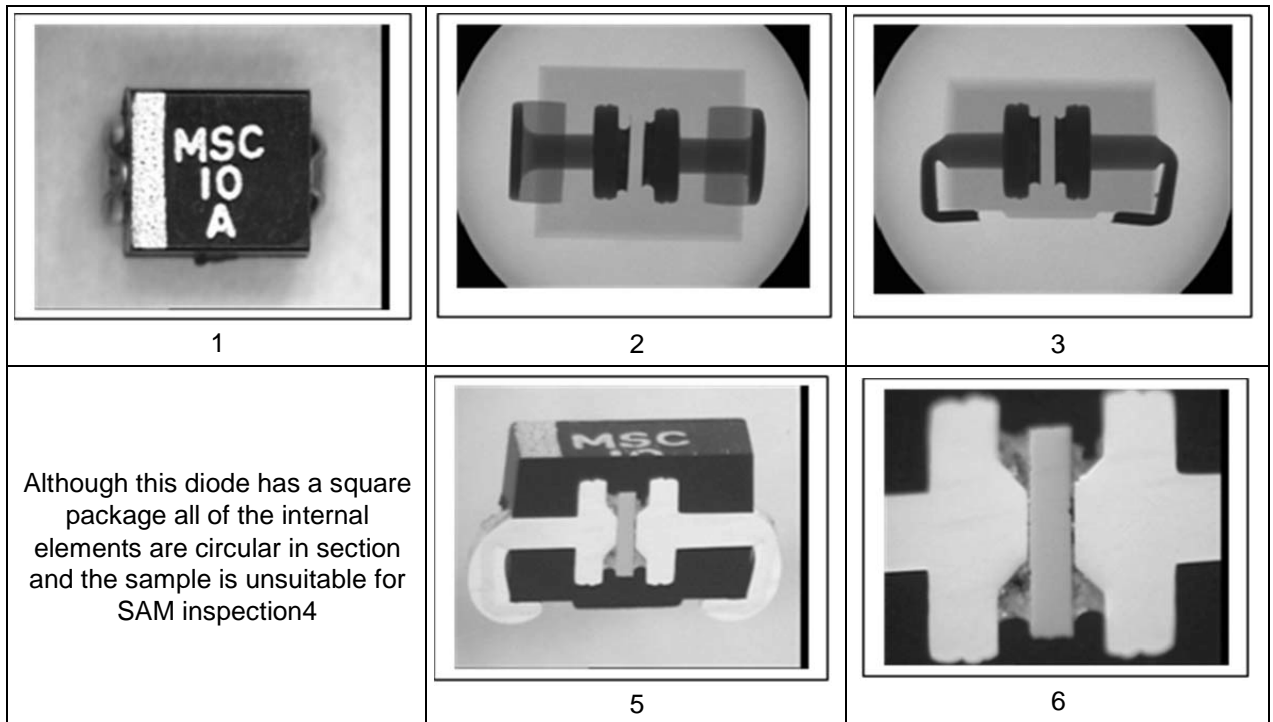 MSC
10
A
1
2
3
Although this diode has a square
package all of the internal
elements are circular in section
and the sample is unsuitable for
SAM inspection4
MSC
5
6